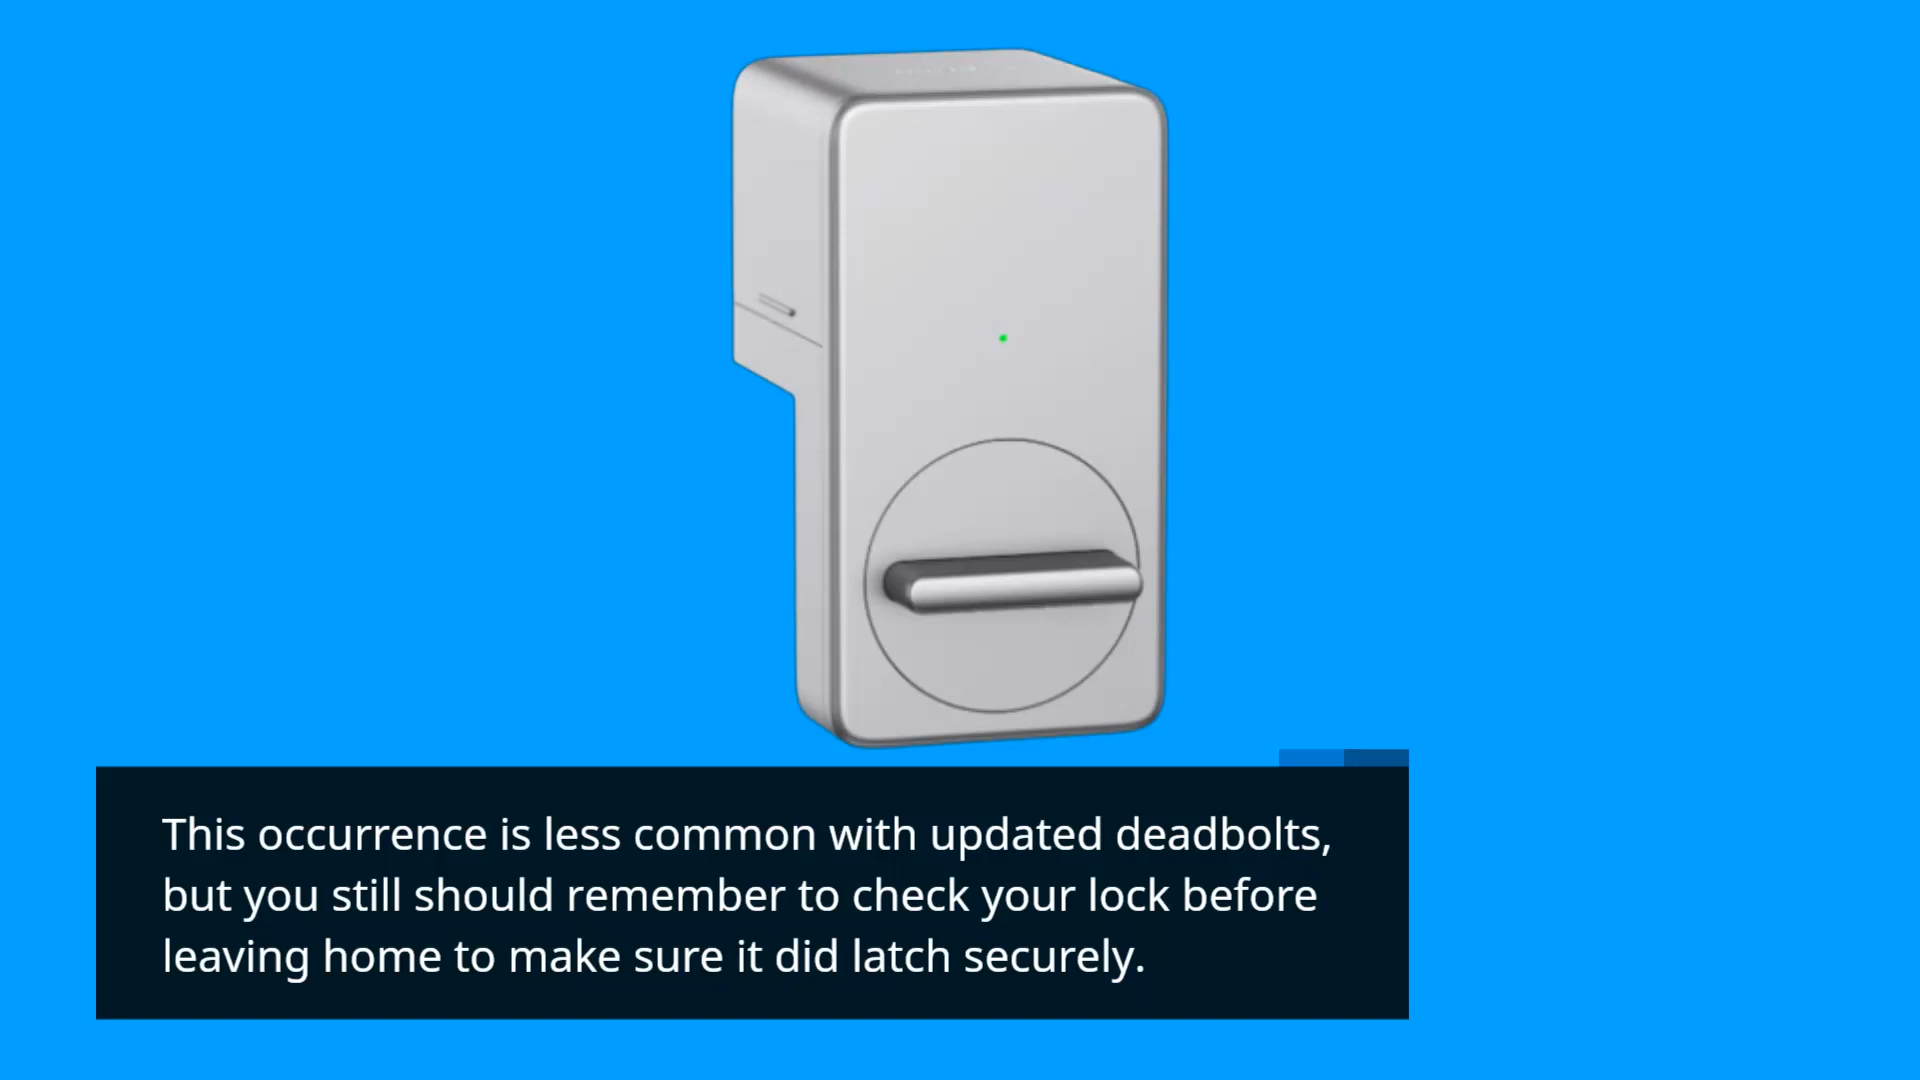 This occurrence is less common with updated deadbolts,
but you still should remember to check your lock before
leaving home to make sure it did latch securely.